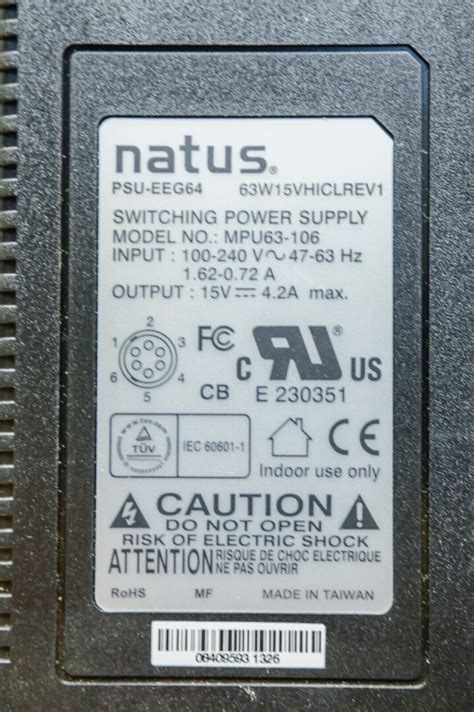 natus®
PSU-EEG64 63W15VHICLREV1
SWITCHING POWER SUPPLY
MODEL NO.: MPU63-106
INPUT : 100-240 V∿47-63 Hz
1.62-0.72 A
OUTPUT : 15V⎓4.2A max.
2
1 3
6 4
5
FC
c RU US
CB E 230351
TÜV
IEC 60601-1
CE
Indoor use only
CAUTION
DO NOT OPEN
RISK OF ELECTRIC SHOCK
ATTENTION RISQUE DE CHOC ELECTRIQUE
NE PAS OUVRIR
RoHS MF MADE IN TAIWAN
06409593 1326